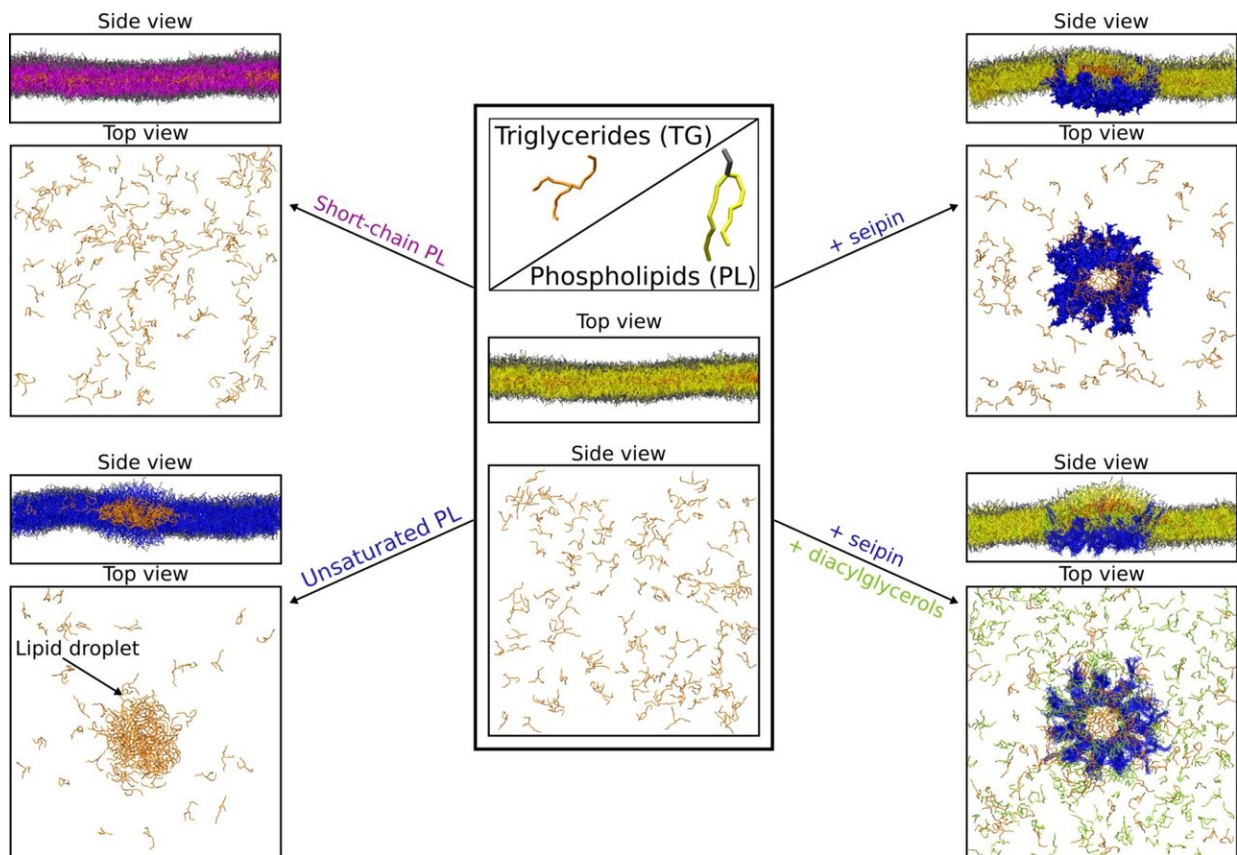 Side view
Top view
Short-chain PL
Side view
Top view
Unsaturated PL
Lipid droplet
Triglycerides (TG)
Phospholipids (PL)
Top view
Side view
Side view
+ seipin
Top view
Side view
+ seipin
+ diacylglycerols
Top view